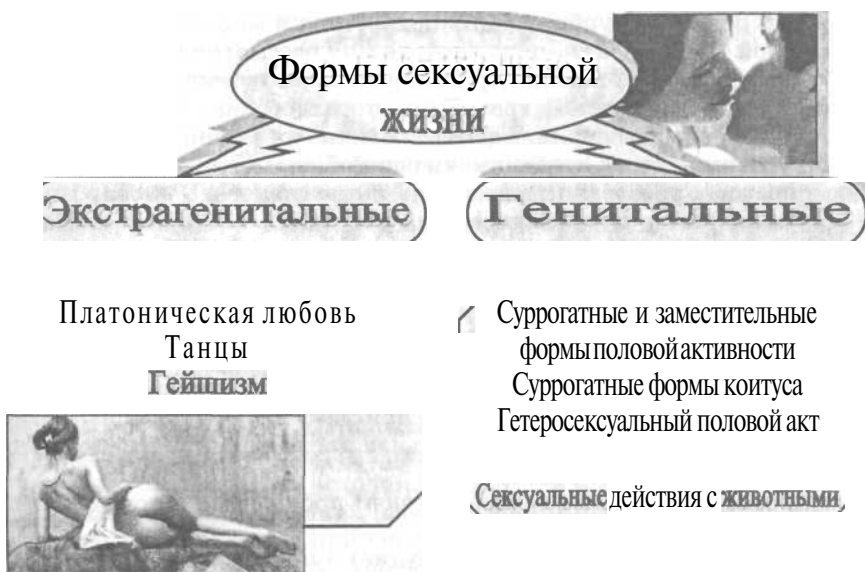 Формы сексуальной
жизни
Экстрагенитальные
Генитальные
Платоническая любовь
Танцы
Гейшизм
Суррогатные и заместительные
формы половой активности
Суррогатные формы коитуса
Гетеросексуальный половой акт
Сексуальные действия с животными